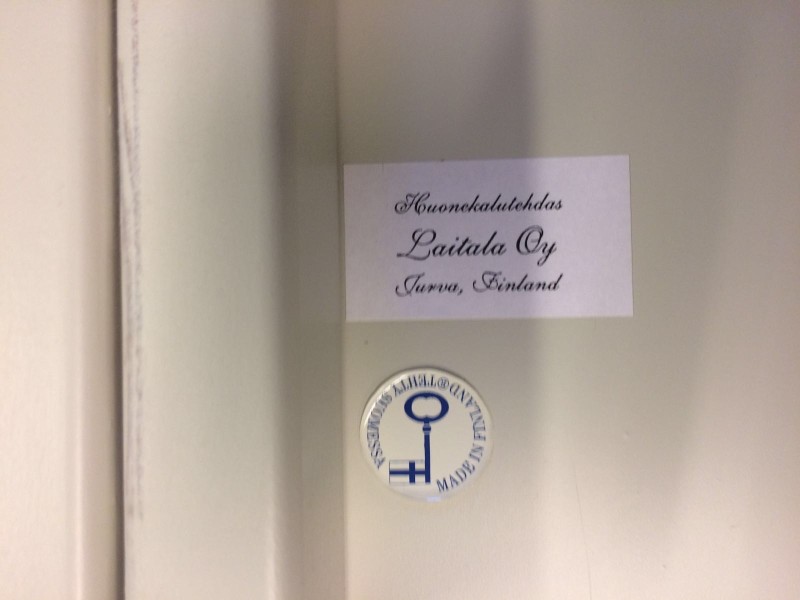 Huonekalutehdas
Laitala Oy
Jurva, Finland
TEHTY SUOMESSA
MADE IN FINLAND®